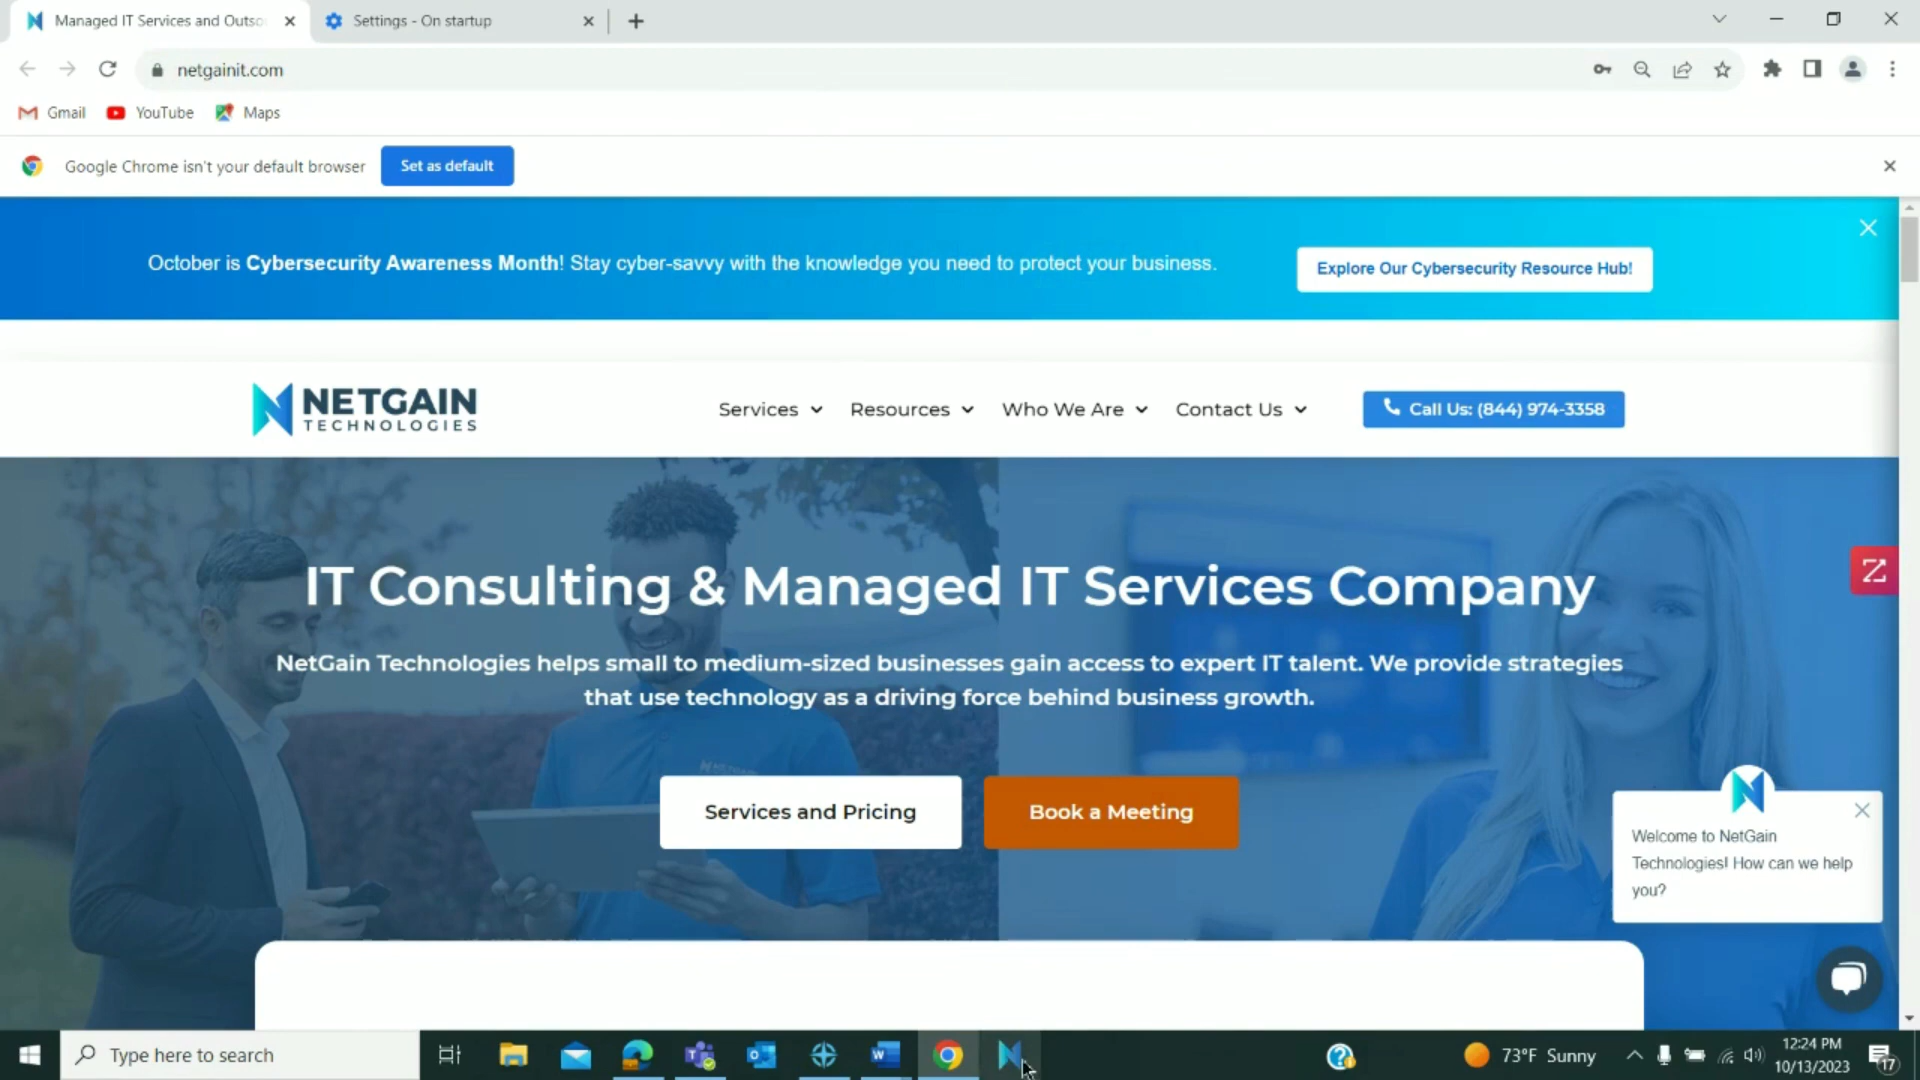 Managed IT Services and Outso
Settings - On startup
netgainit.com
Gmail
YouTube
Maps
Google Chrome isn't your default browser
Set as default
October is Cybersecurity Awareness Month! Stay cyber-savvy with the knowledge you need to protect your business.
Explore Our Cybersecurity Resource Hub!
NETGAIN
TECHNOLOGIES
Services
Resources
Who We Are
Contact Us
Call Us: (844) 974-3358
IT Consulting & Managed IT Services Company
NetGain Technologies helps small to medium-sized businesses gain access to expert IT talent. We provide strategies
that use technology as a driving force behind business growth.
Services and Pricing
Book a Meeting
Welcome to NetGain
Technologies! How can we help
you?
Type here to search
73°F Sunny
12:24 PM
10/13/2023
17